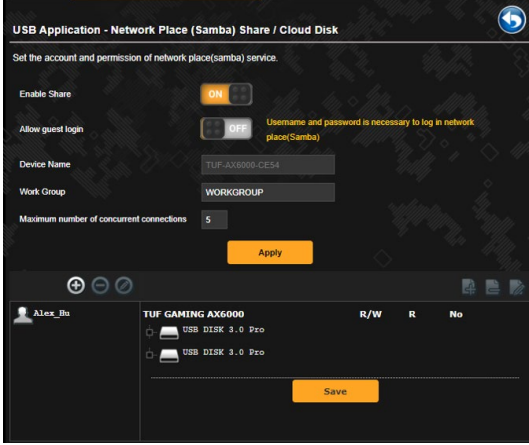 USB Application - Network Place (Samba) Share / Cloud Disk
Set the account and permission of network place(samba) service.
Enable Share
ON
Allow guest login
OFF
Username and password is necessary to log in network
place(Samba)
Device Name
TUF-AX6000-CE54
Work Group
WORKGROUP
Maximum number of concurrent connections
5
Apply
Alex_Hu
TUF GAMING AX6000 R/W R No
USB DISK 3.0 Pro
USB DISK 3.0 Pro
Save